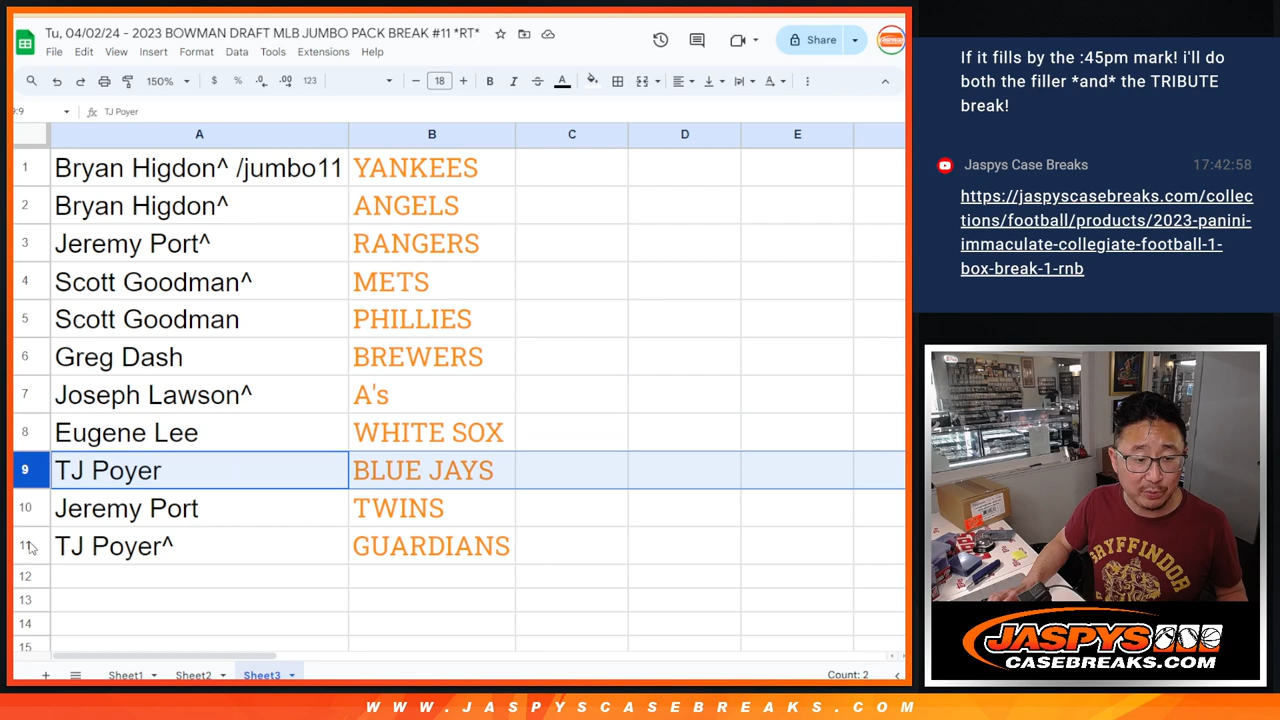 Tu, 04/02/24 - 2023 BOWMAN DRAFT MLB JUMBO PACK BREAK #11 *RT*
File Edit View Insert Format Data Tools Extensions Help
Share
150% $ % .0 .00 123 18 B I A
:9 fx TJ Poyer
A B C D E
1 Bryan Higdon^ /jumbo11 YANKEES
2 Bryan Higdon^ ANGELS
3 Jeremy Port^ RANGERS
4 Scott Goodman^ METS
5 Scott Goodman PHILLIES
6 Greg Dash BREWERS
7 Joseph Lawson^ A's
8 Eugene Lee WHITE SOX
9 TJ Poyer BLUE JAYS
10 Jeremy Port TWINS
11 TJ Poyer^ GUARDIANS
12
13
14
15
Sheet1 Sheet2 Sheet3 Count: 2
If it fills by the :45pm mark! i'll do
both the filler *and* the TRIBUTE
break!
Jaspys Case Breaks 17:42:58
https://jaspyscasebreaks.com/collec
tions/football/products/2023-panini-
immaculate-collegiate-football-1-
box-break-1-rnb
GRYFFINDOR
JASPYS
CASEBREAKS.COM
WWW.JASPYSCASEBREAKS.COM